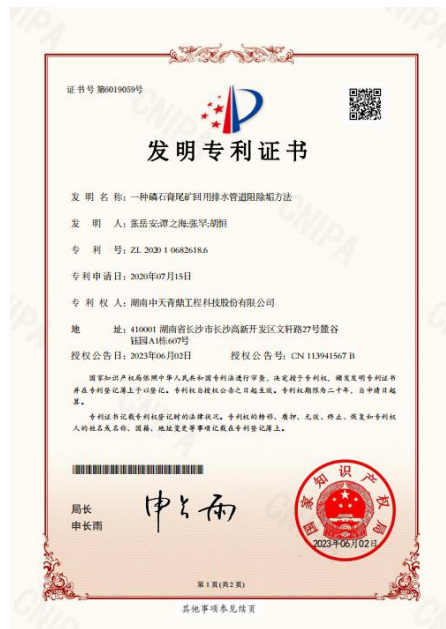 证书号 第6019059号
发明专利证书
发 明 名 称：一种磷石膏尾矿回用排水管道阻除垢方法
发 明 人：张岳安;谭之海;张罕;胡恒
专 利 号：ZL 2020 1 0682618.6
专利申请日：2020年07月15日
专 利 权 人：湖南中天青鼎工程科技股份有限公司
地 址：410001 湖南省长沙市长沙高新开发区文轩路27号麓谷
钰园A1栋607号
授权公告日：2023年06月02日 授权公告号：CN 113941567 B
国家知识产权局依照中华人民共和国专利法进行审查，决定授予专利权，颁发发明专利证书
并在专利登记簿上予以登记。专利权自授权公告之日起生效。专利权期限为二十年，自申请日起
算。
专利证书记载专利权登记时的法律状况。专利权的转移、质押、无效、终止、恢复和专利权
人的姓名或名称、国籍、地址变更等事项记载在专利登记簿上。
局长
申长雨
申长雨
国家知识产权局
2023年06月02日
第 1 页 (共 2 页)
其他事项参见续页
CNIPA